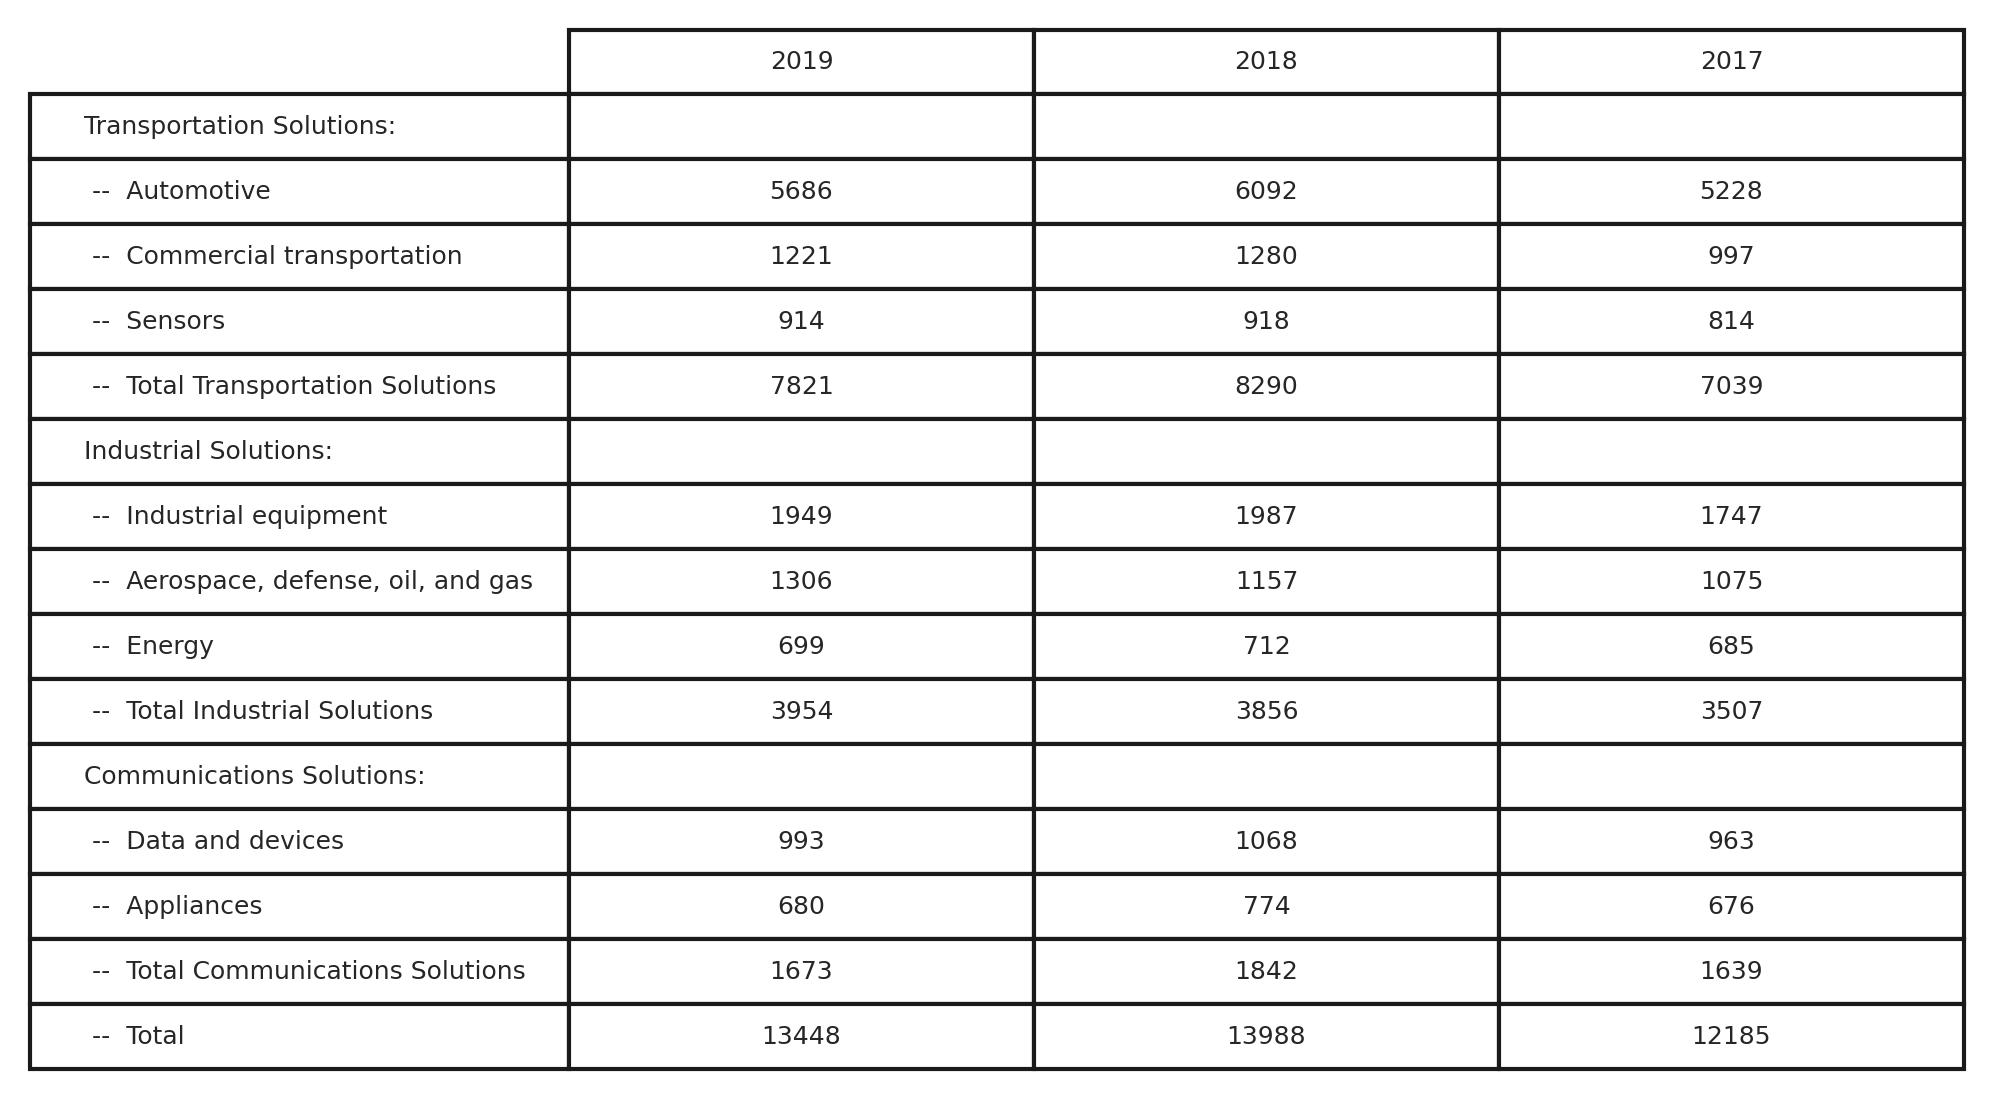 2019 2018 2017
Transportation Solutions:
-- Automotive 5686 6092 5228
-- Commercial transportation 1221 1280 997
-- Sensors 914 918 814
-- Total Transportation Solutions 7821 8290 7039
Industrial Solutions:
-- Industrial equipment 1949 1987 1747
-- Aerospace, defense, oil, and gas 1306 1157 1075
-- Energy 699 712 685
-- Total Industrial Solutions 3954 3856 3507
Communications Solutions:
-- Data and devices 993 1068 963
-- Appliances 680 774 676
-- Total Communications Solutions 1673 1842 1639
-- Total 13448 13988 12185